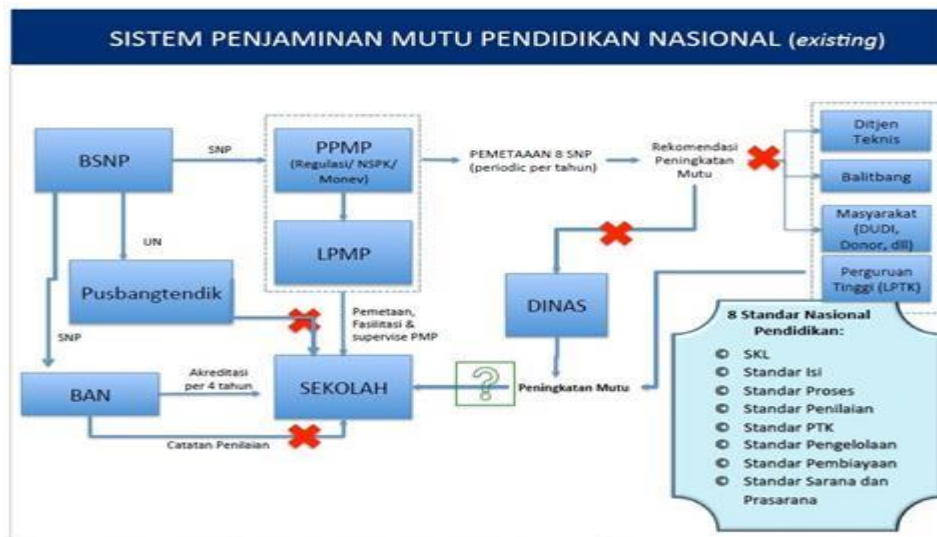 SISTEM PENJAMINAN MUTU PENDIDIKAN NASIONAL (existing)
BSNP
SNP
PPMP
(Regulasi/ NSPK/
Monev)
PEMETAAAN 8 SNP
(periodic per tahun)
Rekomendasi
Peningkatan
Mutu
Ditjen
Teknis
Balitbang
Masyarakat
(DUDI,
Donor, dll)
Perguruan
Tinggi (LPTK)
UN
LPMP
Pusbangtendik
DINAS
SNP
Pemetaan,
Fasilitasi &
supervise PMP
BAN
Akreditasi
per 4 tahun
SEKOLAH
?
Peningkatan Mutu
Catatan Penilaian
8 Standar Nasional
Pendidikan:
© SKL
© Standar Isi
© Standar Proses
© Standar Penilaian
© Standar PTK
© Standar Pengelolaan
© Standar Pembiayaan
© Standar Sarana dan
Prasarana